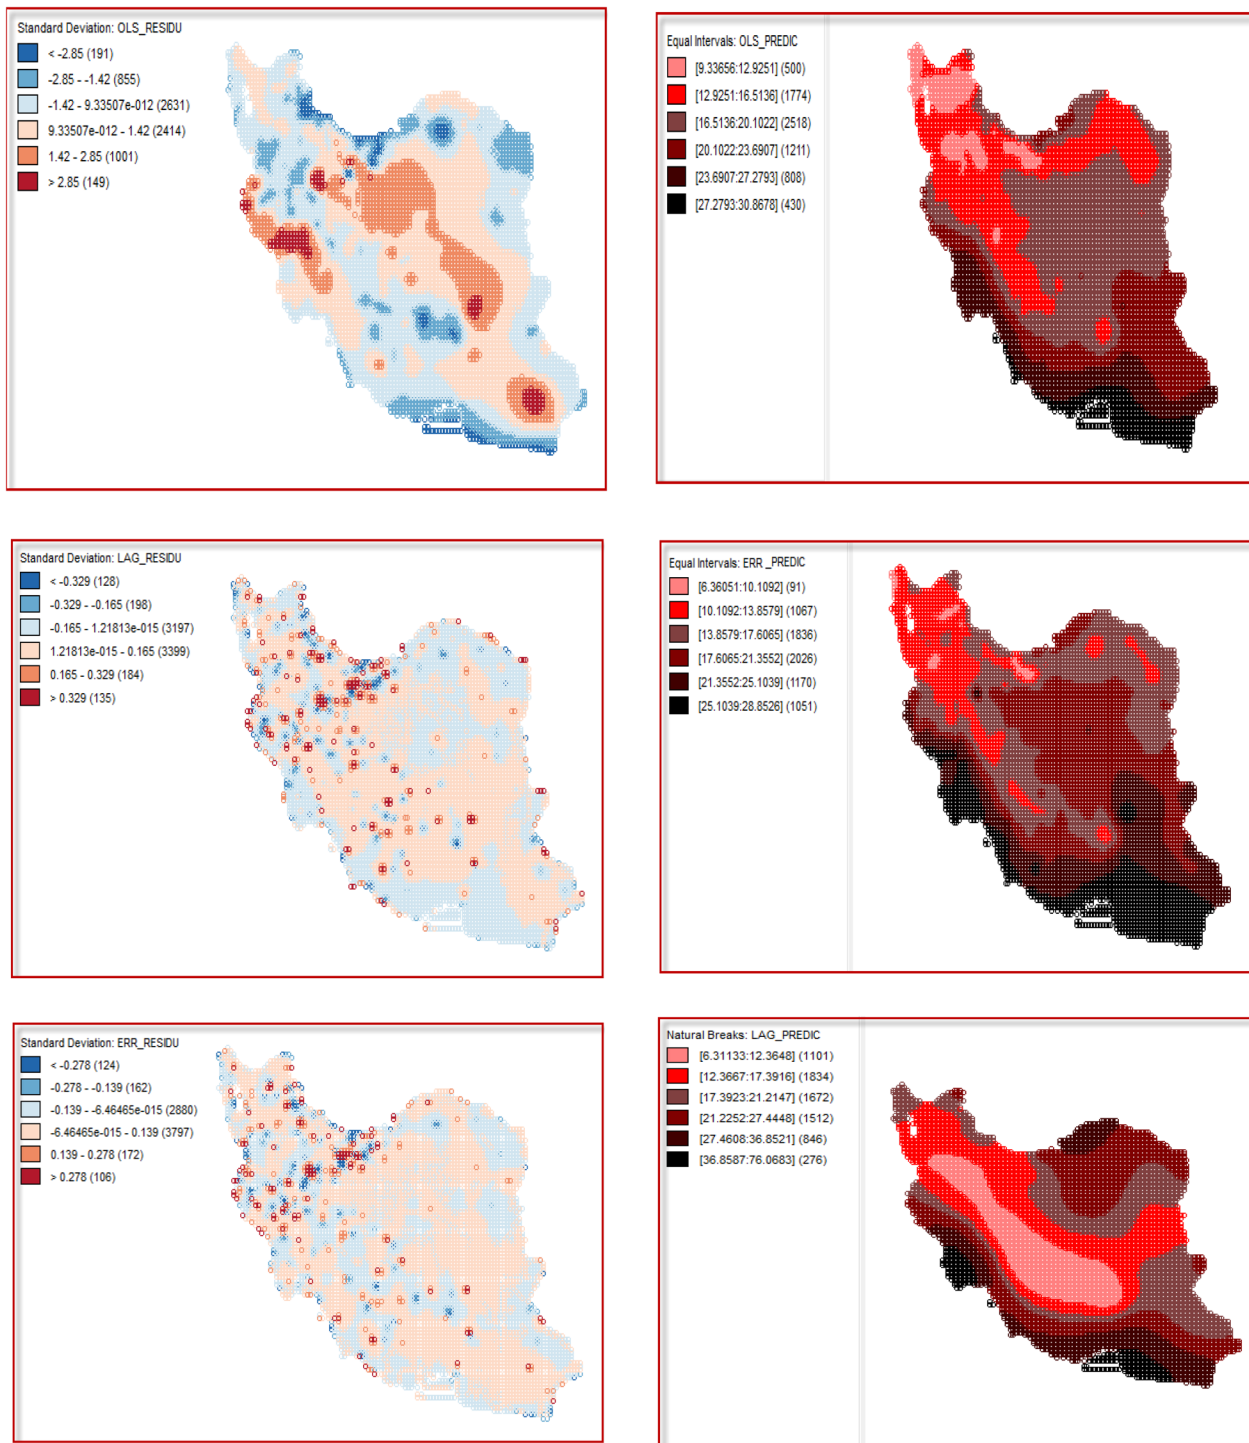 Standard Deviation: OLS_RESIDU
< -2.85 (191)
-2.85 - -1.42 (855)
-1.42 - 9.33507e-012 (2631)
9.33507e-012 - 1.42 (2414)
1.42 - 2.85 (1001)
> 2.85 (149)
Equal Intervals: OLS_PREDIC
[9.33656:12.9251] (500)
[12.9251:16.5136] (1774)
[16.5136:20.1022] (2518)
[20.1022:23.6907] (1211)
[23.6907:27.2793] (808)
[27.2793:30.8678] (430)
Standard Deviation: LAG_RESIDU
< -0.329 (128)
-0.329 - -0.165 (198)
-0.165 - 1.21813e-015 (3197)
1.21813e-015 - 0.165 (3399)
0.165 - 0.329 (184)
> 0.329 (135)
Equal Intervals: ERR _PREDIC
[6.36051:10.1092] (91)
[10.1092:13.8579] (1067)
[13.8579:17.6065] (1836)
[17.6065:21.3552] (2026)
[21.3552:25.1039] (1170)
[25.1039:28.8526] (1051)
Standard Deviation: ERR_RESIDU
< -0.278 (124)
-0.278 - -0.139 (162)
-0.139 - -6.46465e-015 (2880)
-6.46465e-015 - 0.139 (3797)
0.139 - 0.278 (172)
> 0.278 (106)
Natural Breaks: LAG_PREDIC
[6.31133:12.3648] (1101)
[12.3667:17.3916] (1834)
[17.3923:21.2147] (1672)
[21.2252:27.4448] (1512)
[27.4608:36.8521] (846)
[36.8587:76.0683] (276)